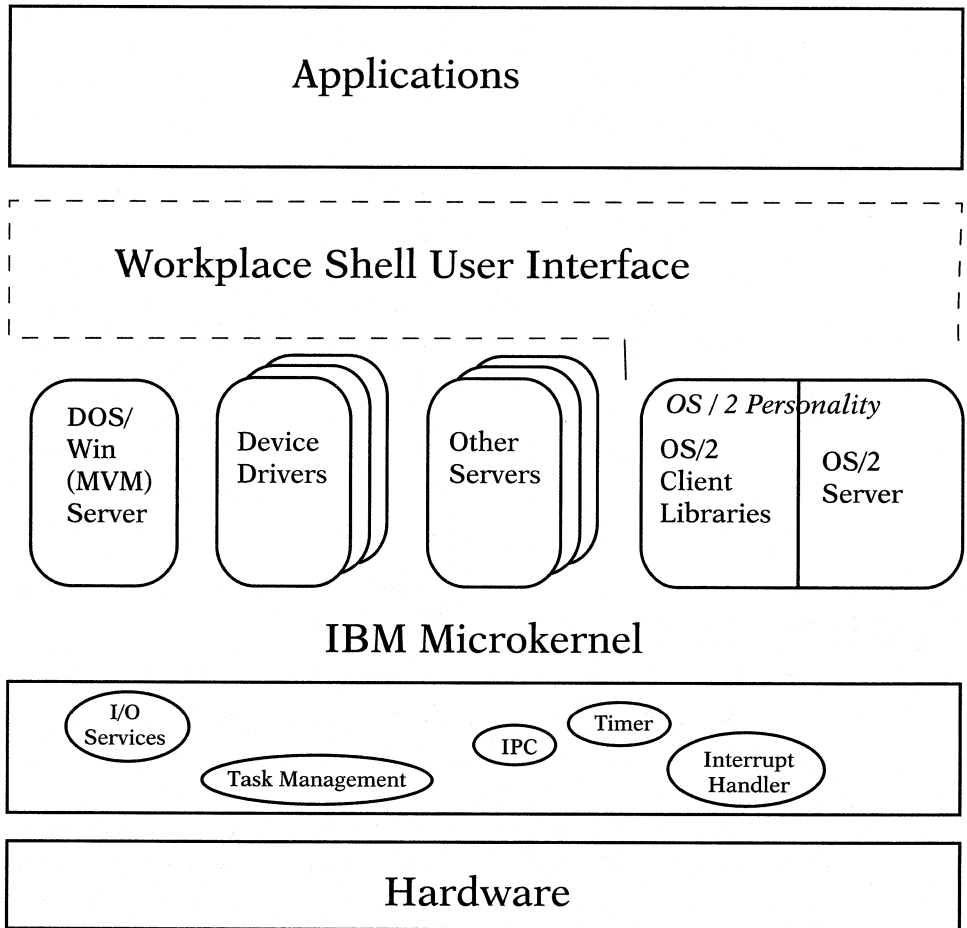 Applications
Workplace Shell User Interface
DOS/
Win
(MVM)
Server
Device
Drivers
Other
Servers
OS / 2 Personality
OS/2
Client
Libraries
OS/2
Server
IBM Microkernel
I/O
Services
Task Management
IPC
Timer
Interrupt
Handler
Hardware